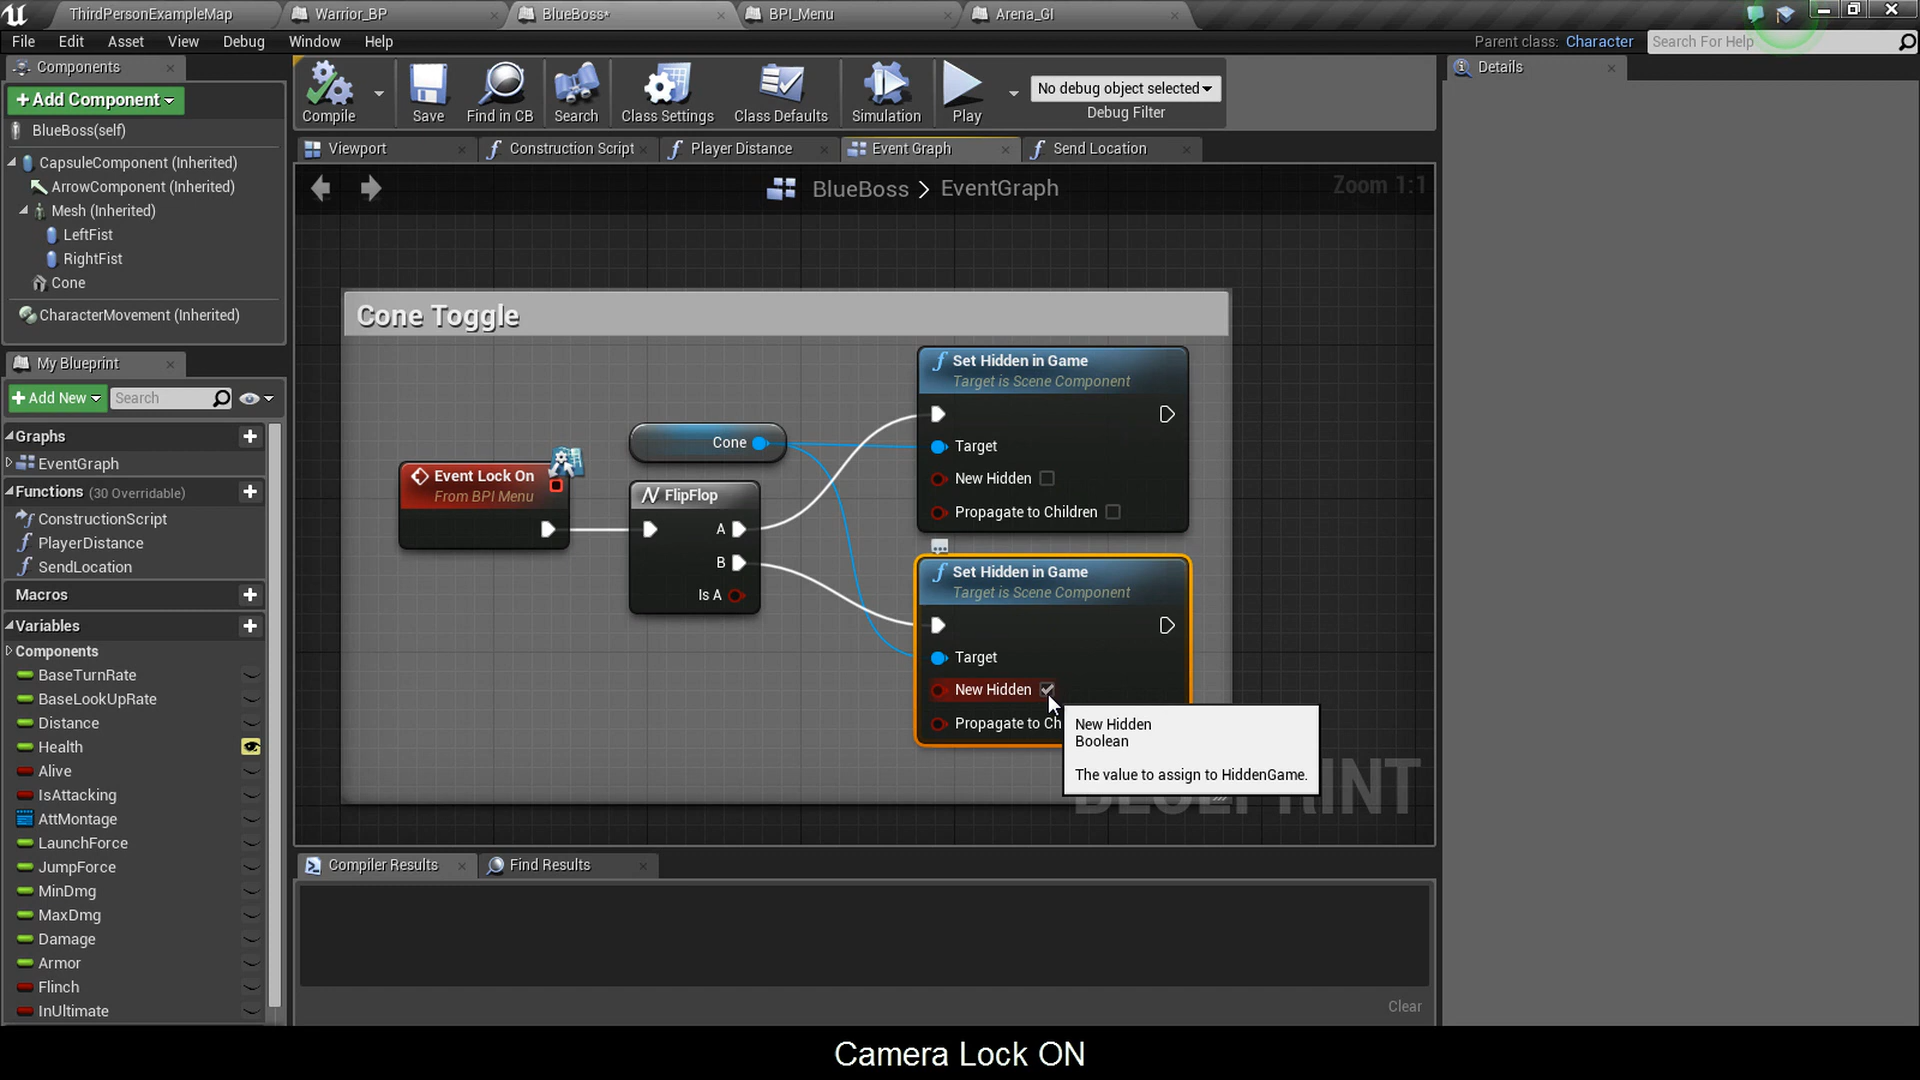 ThirdPersonExampleMap
Warrior_BP
BlueBoss*
BPI_Menu
Arena_GI
File Edit Asset View Debug Window Help
Parent class: Character
Search For Help
Components
+Add Component
BlueBoss(self)
CapsuleComponent (Inherited)
ArrowComponent (Inherited)
Mesh (Inherited)
LeftFist
RightFist
Cone
CharacterMovement (Inherited)
My Blueprint
+Add New
Search
Graphs
EventGraph
Functions (30 Overridable)
ConstructionScript
PlayerDistance
SendLocation
Macros
Variables
Components
BaseTurnRate
BaseLookUpRate
Distance
Health
Alive
IsAttacking
AttMontage
LaunchForce
JumpForce
MinDmg
MaxDmg
Damage
Armor
Flinch
InUltimate
Compile
Save
Find in CB
Search
Class Settings
Class Defaults
Simulation
Play
No debug object selected
Debug Filter
Viewport
Construction Script
Player Distance
Event Graph
Send Location
BlueBoss > EventGraph
Zoom 1:1
Cone Toggle
Event Lock On
From BPI Menu
Cone
FlipFlop
A
B
Is A
Set Hidden in Game
Target is Scene Component
Target
New Hidden
Propagate to Children
Set Hidden in Game
Target is Scene Component
Target
New Hidden
Propagate to Ch
New Hidden
Boolean
The value to assign to HiddenGame.
BLUEPRINT
Compiler Results
Find Results
Clear
Details
Camera Lock ON